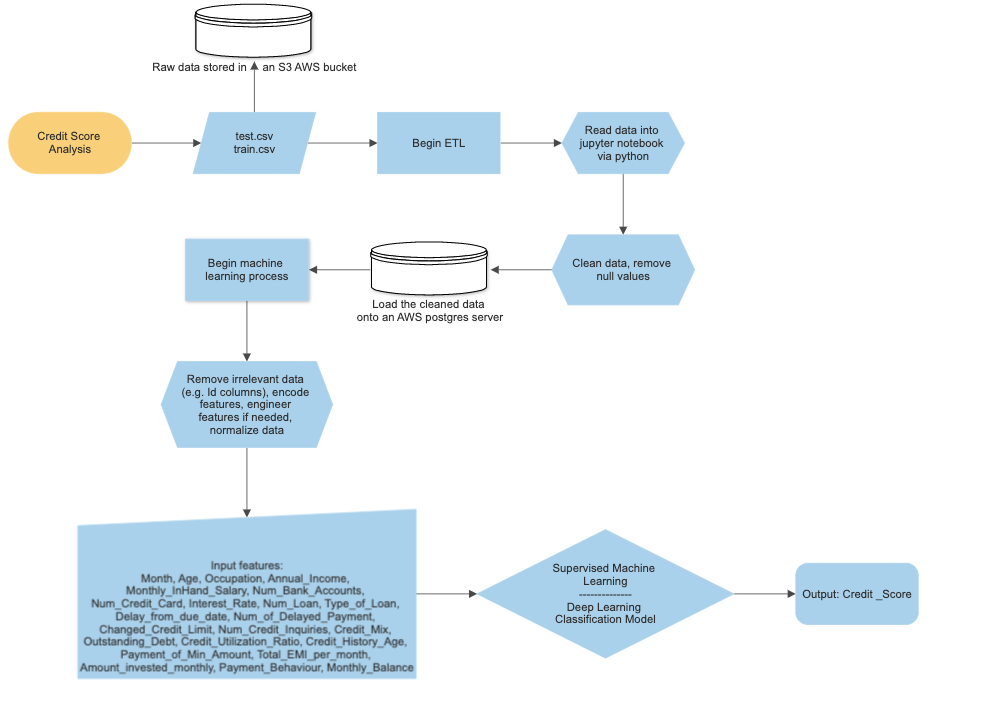 Raw data stored in an S3 AWS bucket
Credit Score
Analysis
test.csv
train.csv
Begin ETL
Read data into
jupyter notebook
via python
Clean data, remove
null values
Load the cleaned data
onto an AWS postgres server
Begin machine
learning process
Remove irrelevant data
(e.g. Id columns), encode
features, engineer
features if needed,
normalize data
Input features:
Month, Age, Occupation, Annual_Income,
Monthly_InHand_Salary, Num_Bank_Accounts,
Num_Credit_Card, Interest_Rate, Num_Loan, Type_of_Loan,
Delay_from_due_date, Num_of_Delayed_Payment,
Changed_Credit_Limit, Num_Credit_Inquiries, Credit_Mix,
Outstanding_Debt, Credit_Utilization_Ratio, Credit_History_Age,
Payment_of_Min_Amount, Total_EMI_per_month,
Amount_invested_monthly, Payment_Behaviour, Monthly_Balance
Supervised Machine
Learning
--------------
Deep Learning
Classification Model
Output: Credit _Score